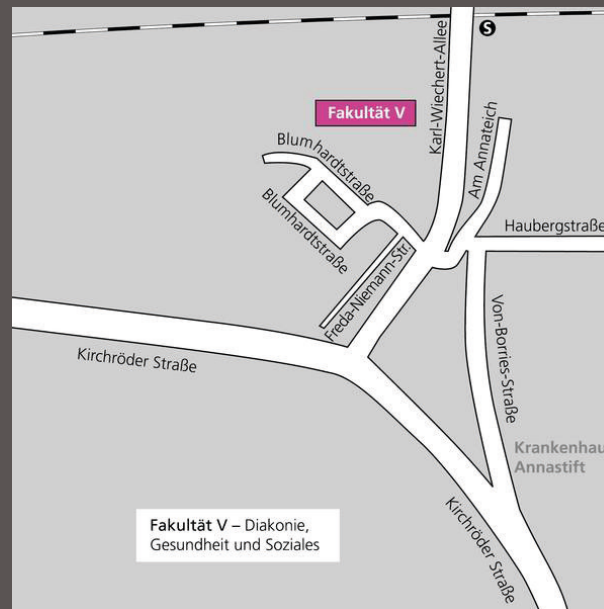 S
Karl-Wiechert-Allee
Fakultät V
Am Annateich
Blumhardtstraße
Blumhardtstraße
Haubergstraße
Freda-Niemann-Str.
Von-Borries-Straße
Kirchröder Straße
Krankenhau
Annastift
Kirchröder Straße
Fakultät V – Diakonie,
Gesundheit und Soziales